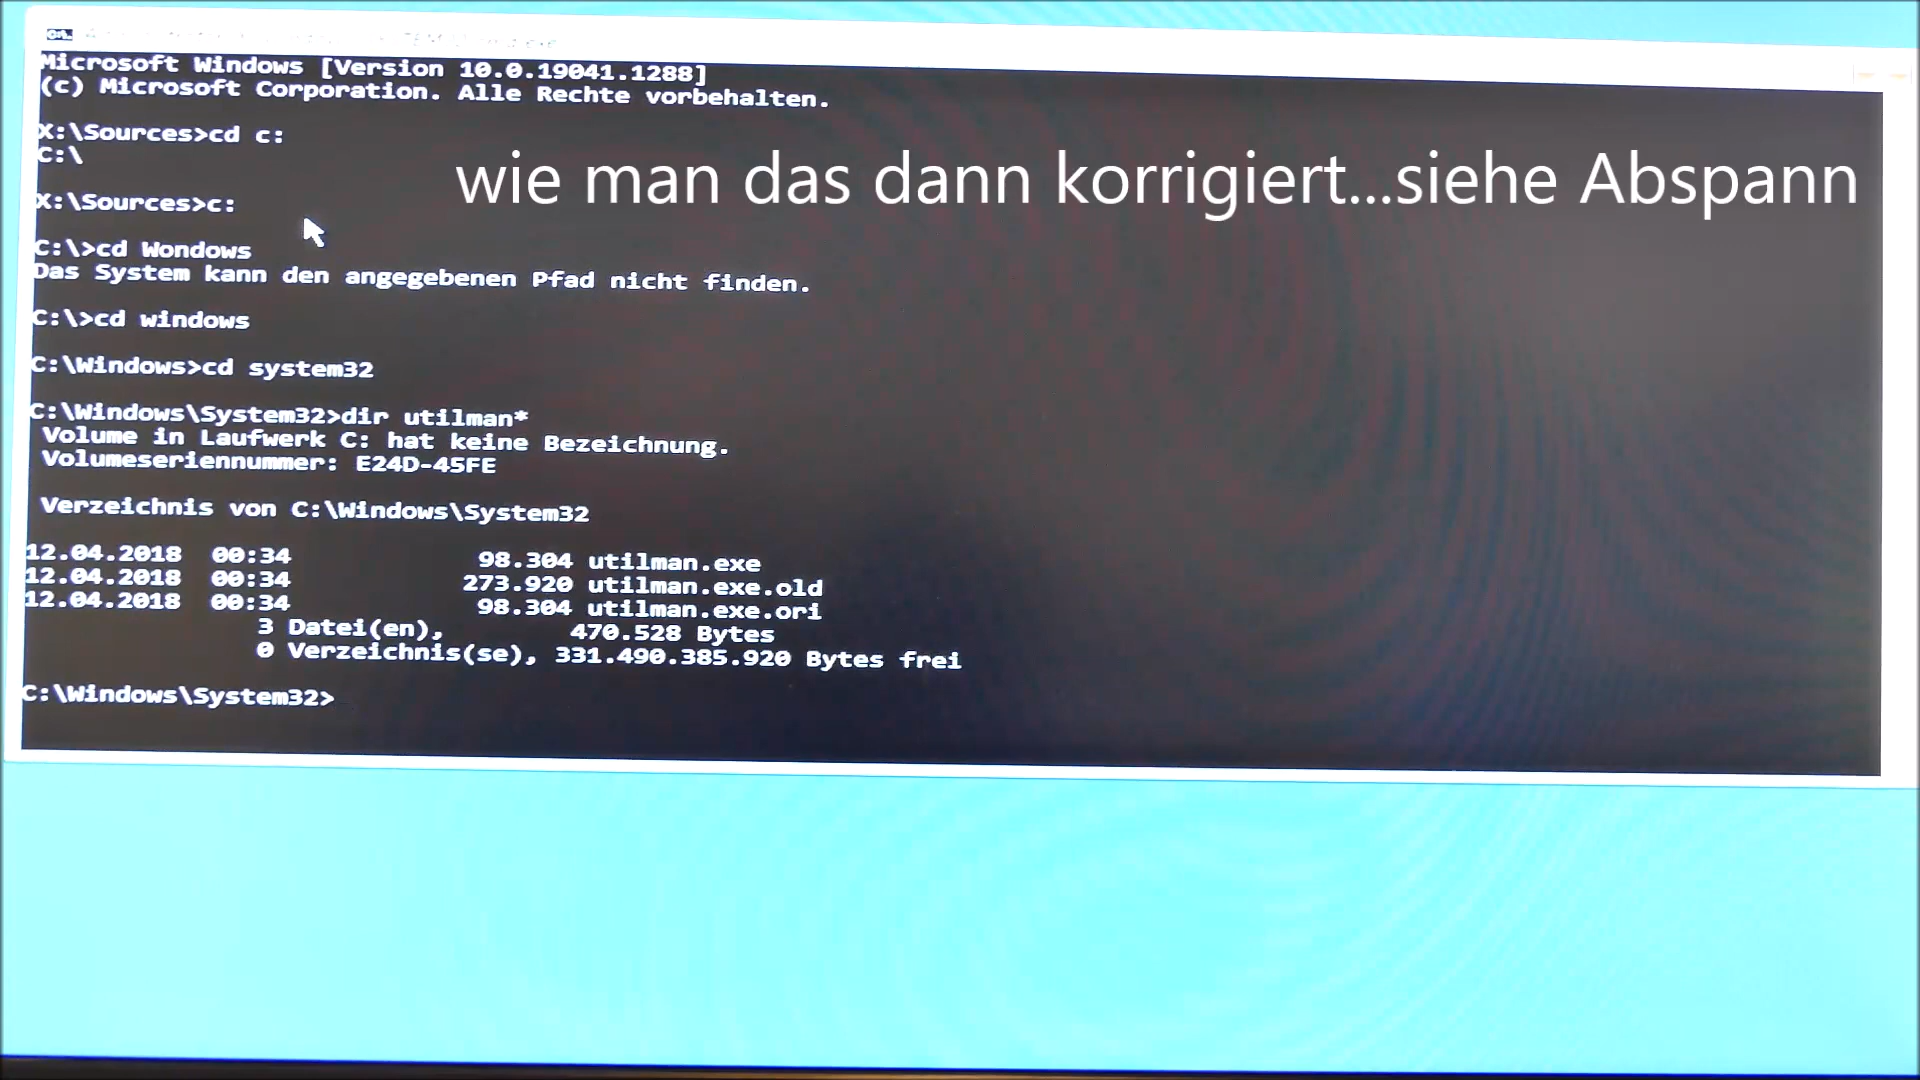 Microsoft Windows [Version 10.0.19041.1288]
(c) Microsoft Corporation. Alle Rechte vorbehalten.
X:\Sources>cd c:
C:\
wie man das dann korrigiert...siehe Abspann
X:\Sources>c:
C:\>cd Wondows
Das System kann den angegebenen Pfad nicht finden.
C:\>cd windows
C:\Windows>cd system32
C:\Windows\System32>dir utilman*
Volume in Laufwerk C: hat keine Bezeichnung.
Volumeseriennummer: E24D-45FE
Verzeichnis von C:\Windows\System32
12.04.2018  00:34            98.304 utilman.exe
12.04.2018  00:34           273.920 utilman.exe.old
12.04.2018  00:34            98.304 utilman.exe.ori
3 Datei(en),        470.528 Bytes
0 Verzeichnis(se), 331.490.385.920 Bytes frei
C:\Windows\System32>